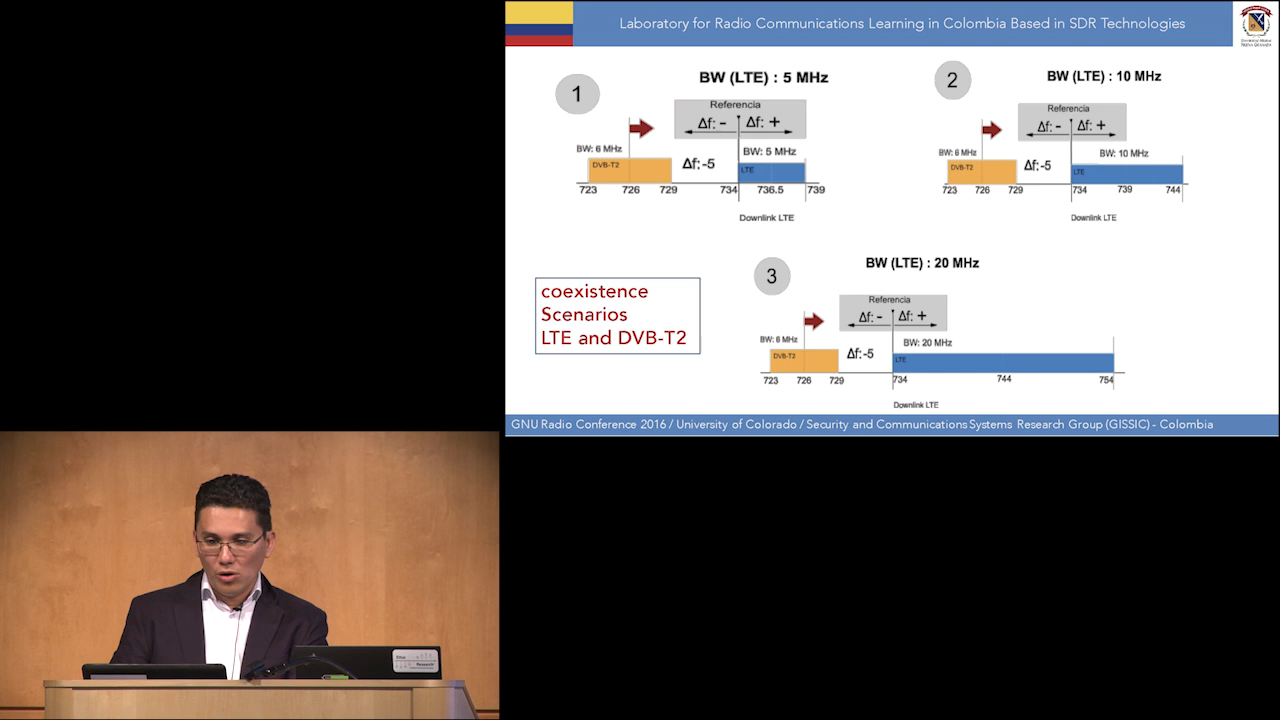 Laboratory for Radio Communications Learning in Colombia Based in SDR Technologies
1
BW (LTE) : 5 MHz
Referencia
Δf: - Δf: +
BW: 6 MHz
BW: 5 MHz
DVB-T2
Δf:-5
LTE
723 726 729 734 736.5 739
Downlink LTE
2
BW (LTE) : 10 MHz
Referencia
Δf: - Δf: +
BW: 6 MHz
BW: 10 MHz
DVB-T2
Δf:-5
LTE
723 726 729 734 739 744
Downlink LTE
coexistence
Scenarios
LTE and DVB-T2
3
BW (LTE) : 20 MHz
Referencia
Δf: - Δf: +
BW: 6 MHz
BW: 20 MHz
DVB-T2
Δf:-5
LTE
723 726 729 734 744 754
Downlink LTE
GNU Radio Conference 2016 / University of Colorado / Security and Communications Systems Research Group (GISSIC) - Colombia
Ettus
Research